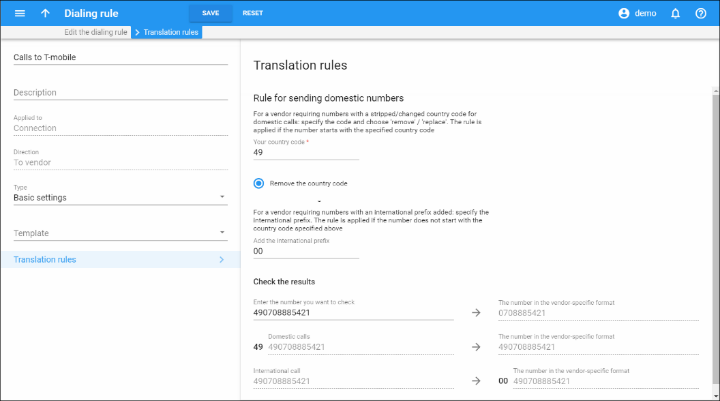 Dialing rule SAVE RESET demo
Edit the dialing rule Translation rules
Calls to T-mobile
Description
Applied to
Connection
Direction
To vendor
Type
Basic settings
Template
Translation rules
Translation rules
Rule for sending domestic numbers
For a vendor requiring numbers with a stripped/changed country code for
domestic calls: specify the code and choose 'remove' / 'replace'. The rule is
applied if the number starts with the specified country code
Your country code *
49
Remove the country code
-
For a vendor requiring numbers with an international prefix added: specify the
international prefix. The rule is applied if the number does not start with the
country code specified above
Add the international prefix
00
Check the results
Enter the number you want to check
490708885421
The number in the vendor-specific format
0708885421
Domestic calls
49 490708885421
The number in the vendor-specific format
490708885421
International call
490708885421
The number in the vendor-specific format
00 490708885421